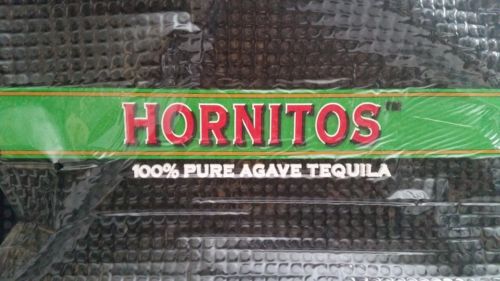 HORNITOS™
100% PURE AGAVE TEQUILA